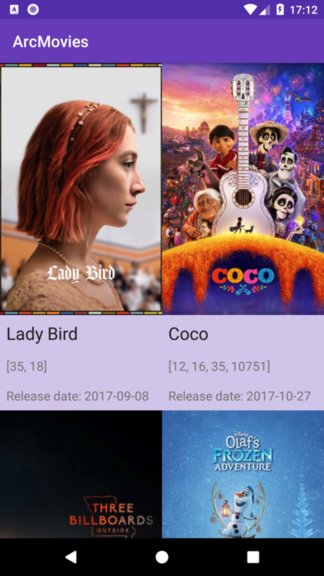 17:12
ArcMovies
Lady Bird
COCO
Lady Bird
Coco
[35, 18]
[12, 16, 35, 10751]
Release date: 2017-09-08
Release date: 2017-10-27
THREE
BILLBOARDS
OUTSIDE
Disney
OLAF'S
FROZEN
ADVENTURE